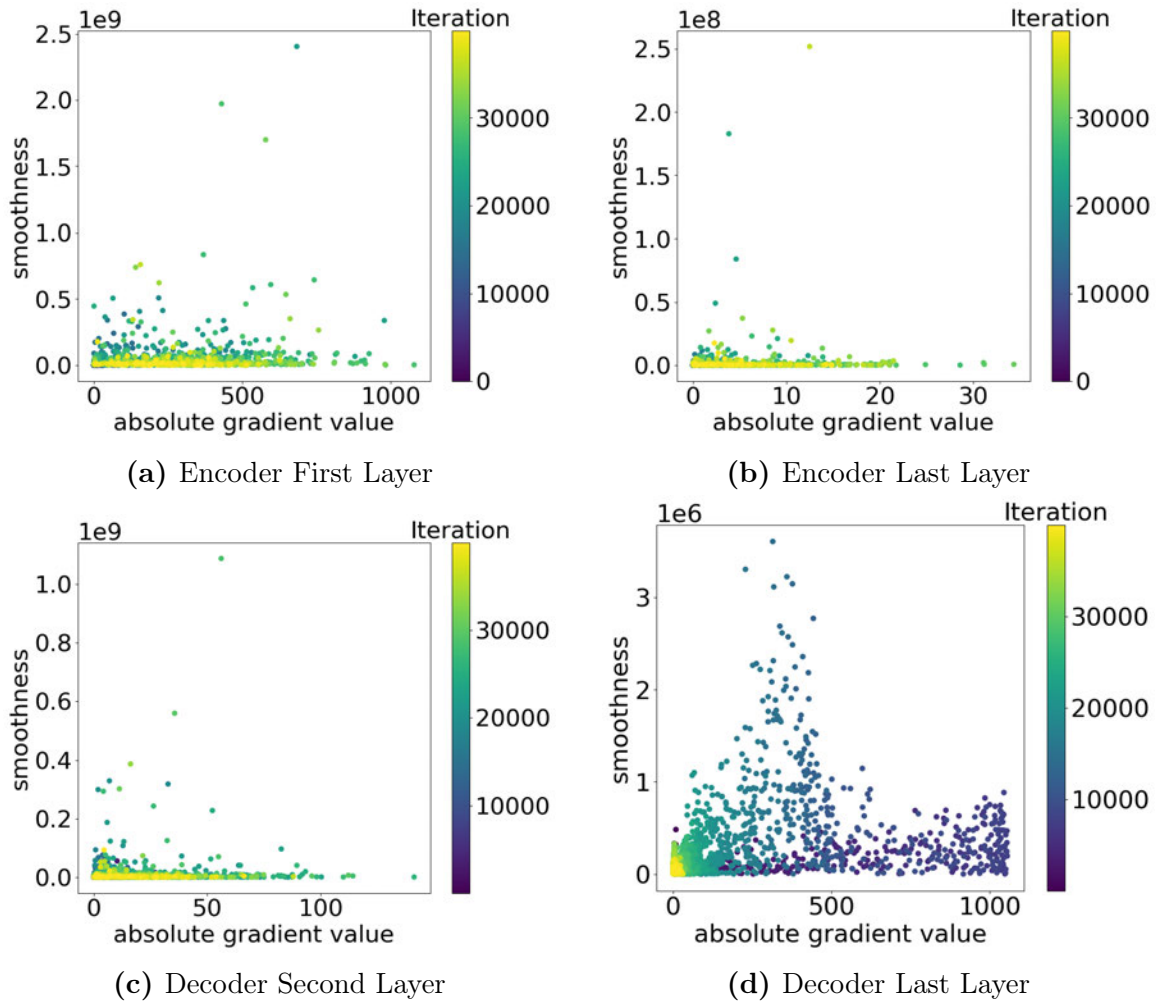 1e9
Iteration
2.5
2.0
1.5
1.0
0.5
0.0
smoothness
0
500
1000
absolute gradient value
30000
20000
10000
0
(a) Encoder First Layer
1e8
Iteration
2.5
2.0
1.5
1.0
0.5
0.0
smoothness
0
10
20
30
absolute gradient value
30000
20000
10000
0
(b) Encoder Last Layer
1e9
Iteration
1.0
0.8
0.6
0.4
0.2
0.0
smoothness
0
50
100
absolute gradient value
30000
20000
10000
(c) Decoder Second Layer
1e6
Iteration
3
2
1
0
smoothness
0
500
1000
absolute gradient value
30000
20000
10000
(d) Decoder Last Layer